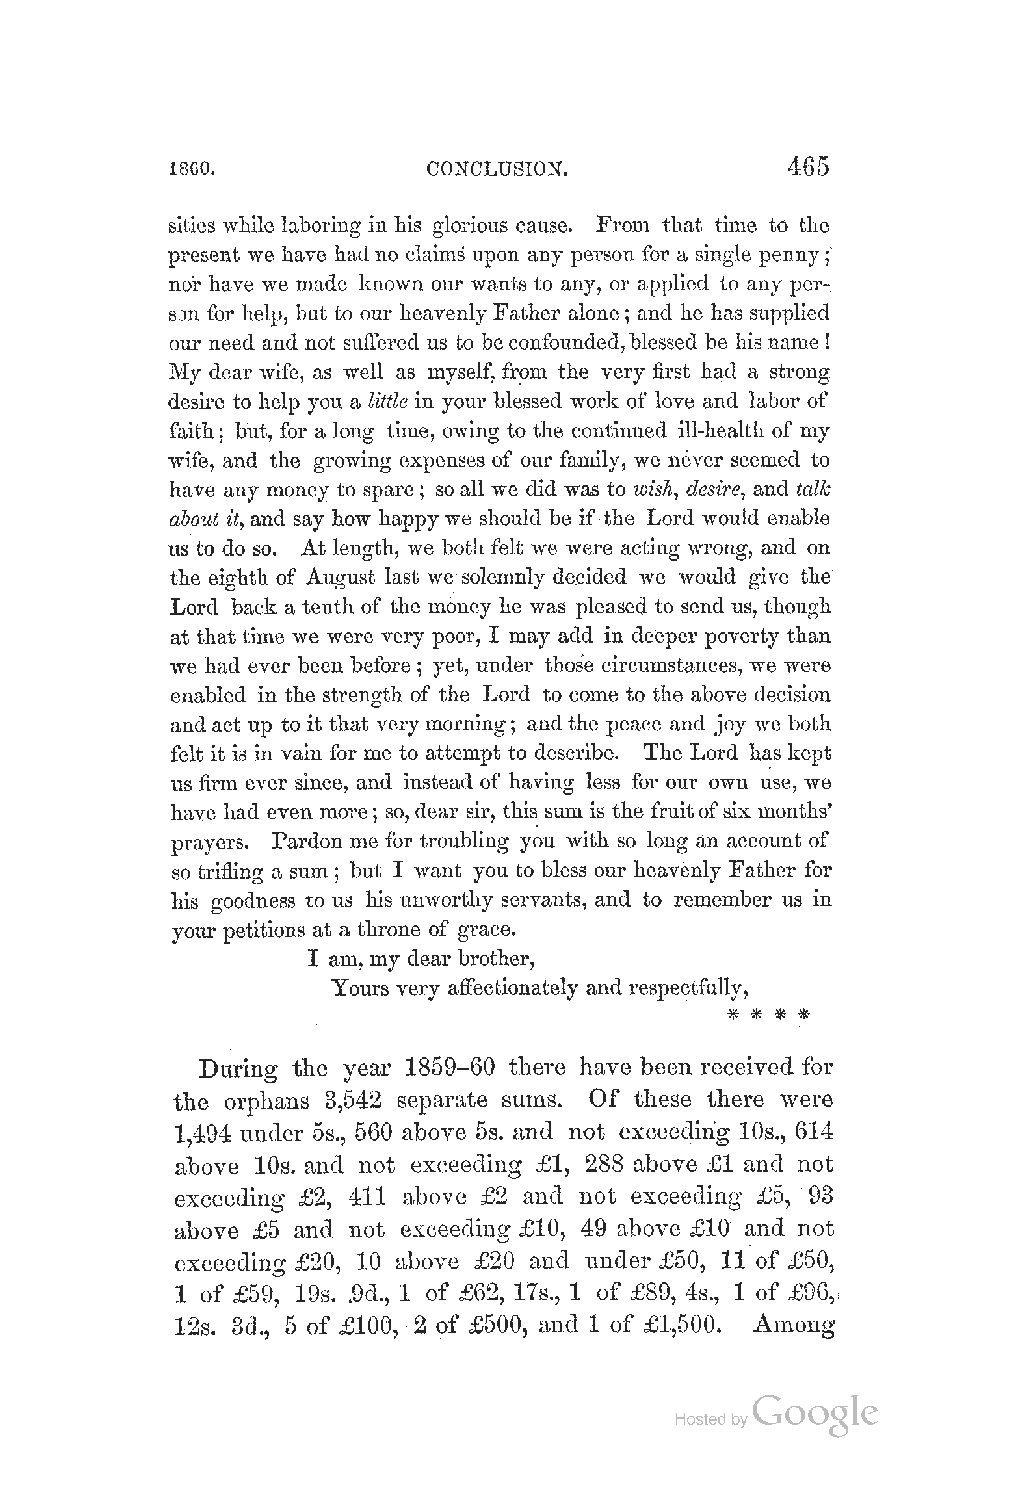 1860. CONCLUSION. 465
sities while laboring in his glorious cause. From that time to the
present we have had no claims upon any person for a single penny;
nor have we made known our wants to any, or applied to any per-
son for help, but to our heavenly Father alone; and he has supplied
our need and not suffered us to be confounded, blessed be his name!
My dear wife, as well as myself, from the very first had a strong
desire to help you a little in your blessed work of love and labor of
faith; but, for a long time, owing to the continued ill-health of my
wife, and the growing expenses of our family, we never seemed to
have any money to spare; so all we did was to wish, desire, and talk
about it, and say how happy we should be if the Lord would enable
us to do so. At length, we both felt we were acting wrong, and on
the eighth of August last we solemnly decided we would give the
Lord back a tenth of the money he was pleased to send us, though
at that time we were very poor, I may add in deeper poverty than
we had ever been before; yet, under those circumstances, we were
enabled in the strength of the Lord to come to the above decision
and act up to it that very morning; and the peace and joy we both
felt it is in vain for me to attempt to describe. The Lord has kept
us firm ever since, and instead of having less for our own use, we
have had even more; so, dear sir, this sum is the fruit of six months'
prayers. Pardon me for troubling you with so long an account of
so trifling a sum; but I want you to bless our heavenly Father for
his goodness to us his unworthy servants, and to remember us in
your petitions at a throne of grace.
I am, my dear brother,
Yours very affectionately and respectfully,
* * * *
During the year 1859–60 there have been received for
the orphans 3,542 separate sums. Of these there were
1,494 under 5s., 560 above 5s. and not exceeding 10s., 614
above 10s. and not exceeding £1, 288 above £1 and not
exceeding £2, 411 above £2 and not exceeding £5, 93
above £5 and not exceeding £10, 49 above £10 and not
exceeding £20, 10 above £20 and under £50, 11 of £50,
1 of £59, 19s. 9d., 1 of £62, 17s., 1 of £89, 4s., 1 of £96,
12s. 3d., 5 of £100, 2 of £500, and 1 of £1,500. Among
Hosted by Google